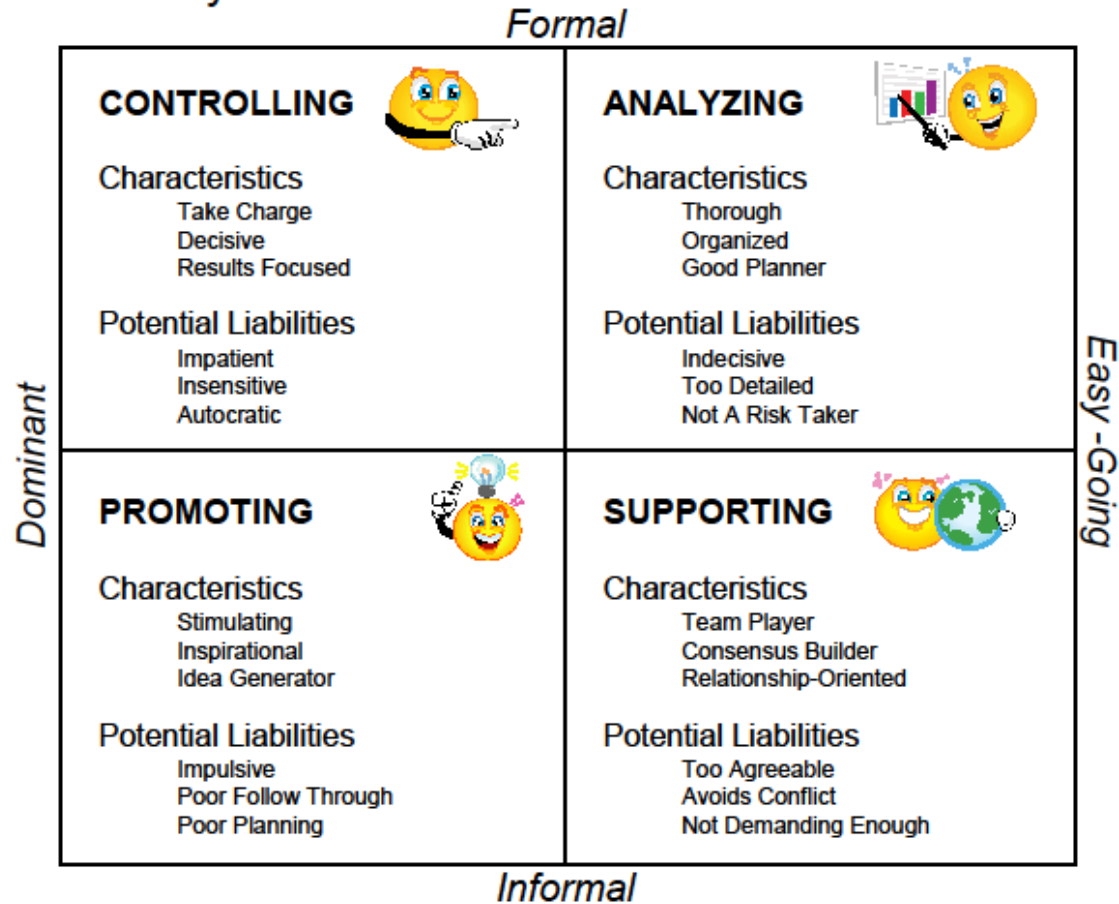 Formal
CONTROLLING
Characteristics
Take Charge
Decisive
Results Focused
Potential Liabilities
Impatient
Insensitive
Autocratic
ANALYZING
Characteristics
Thorough
Organized
Good Planner
Potential Liabilities
Indecisive
Too Detailed
Not A Risk Taker
Dominant
Easy -Going
PROMOTING
Characteristics
Stimulating
Inspirational
Idea Generator
Potential Liabilities
Impulsive
Poor Follow Through
Poor Planning
SUPPORTING
Characteristics
Team Player
Consensus Builder
Relationship-Oriented
Potential Liabilities
Too Agreeable
Avoids Conflict
Not Demanding Enough
Informal